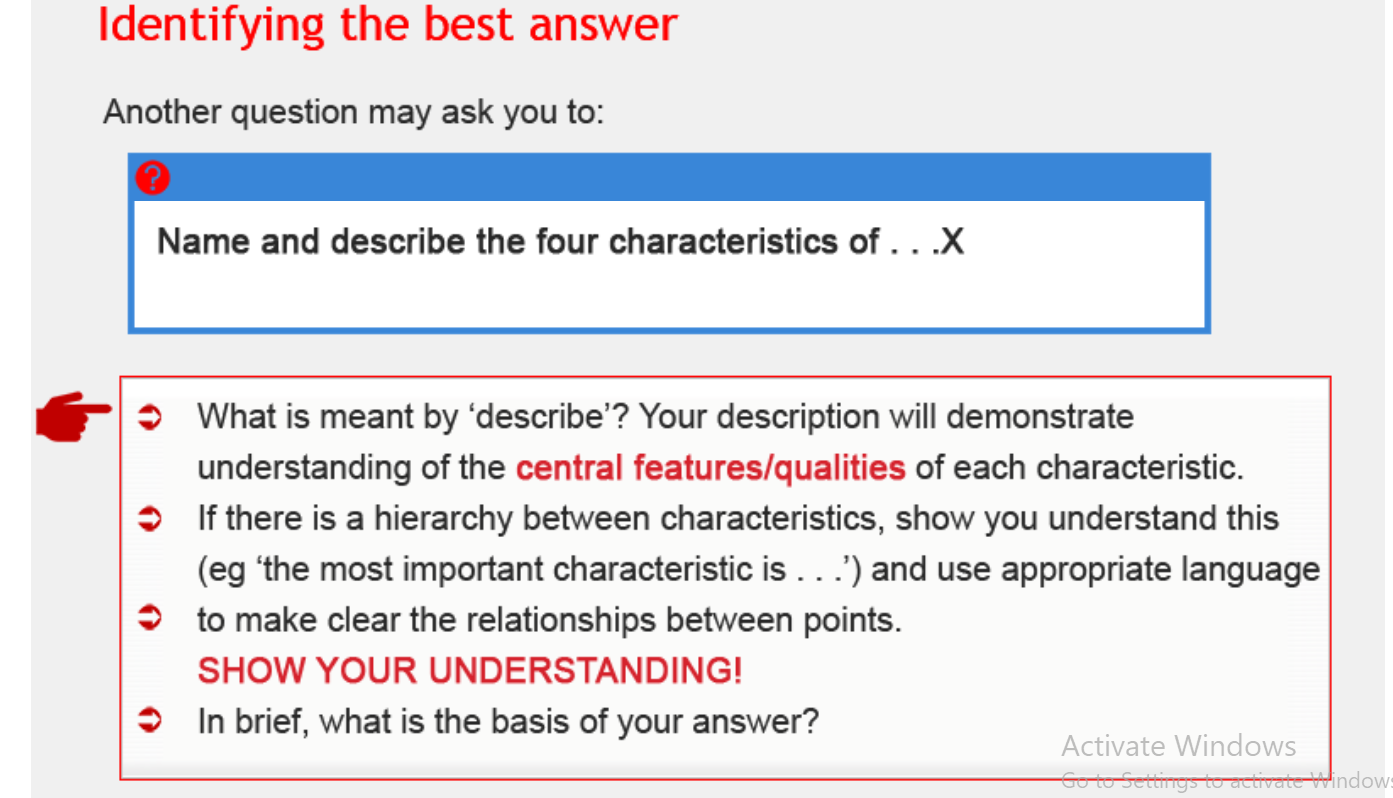 Identifying the best answer
Another question may ask you to:
?
Name and describe the four characteristics of . . .X
What is meant by ‘describe’? Your description will demonstrate
understanding of the central features/qualities of each characteristic.
If there is a hierarchy between characteristics, show you understand this
(eg ‘the most important characteristic is . . .’) and use appropriate language
to make clear the relationships between points.
SHOW YOUR UNDERSTANDING!
In brief, what is the basis of your answer?
Activate Windows
Go to Settings to activate Windows